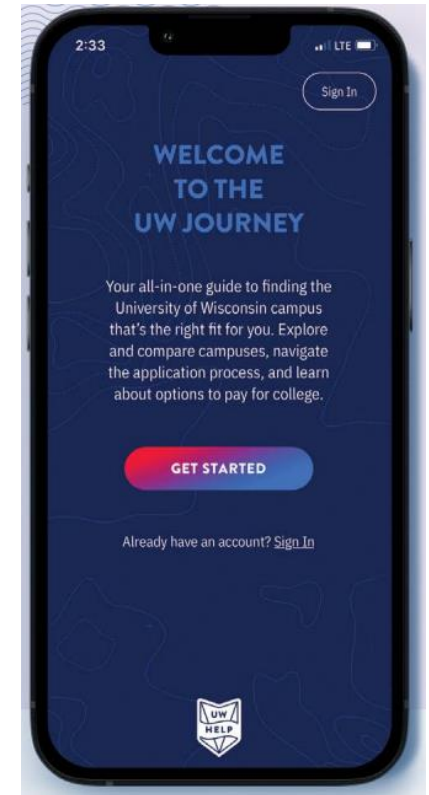 2:33
LTE
Sign In
WELCOME
TO THE
UW JOURNEY
Your all-in-one guide to finding the
University of Wisconsin campus
that's the right fit for you. Explore
and compare campuses, navigate
the application process, and learn
about options to pay for college.
GET STARTED
Already have an account? Sign In
UW
HELP